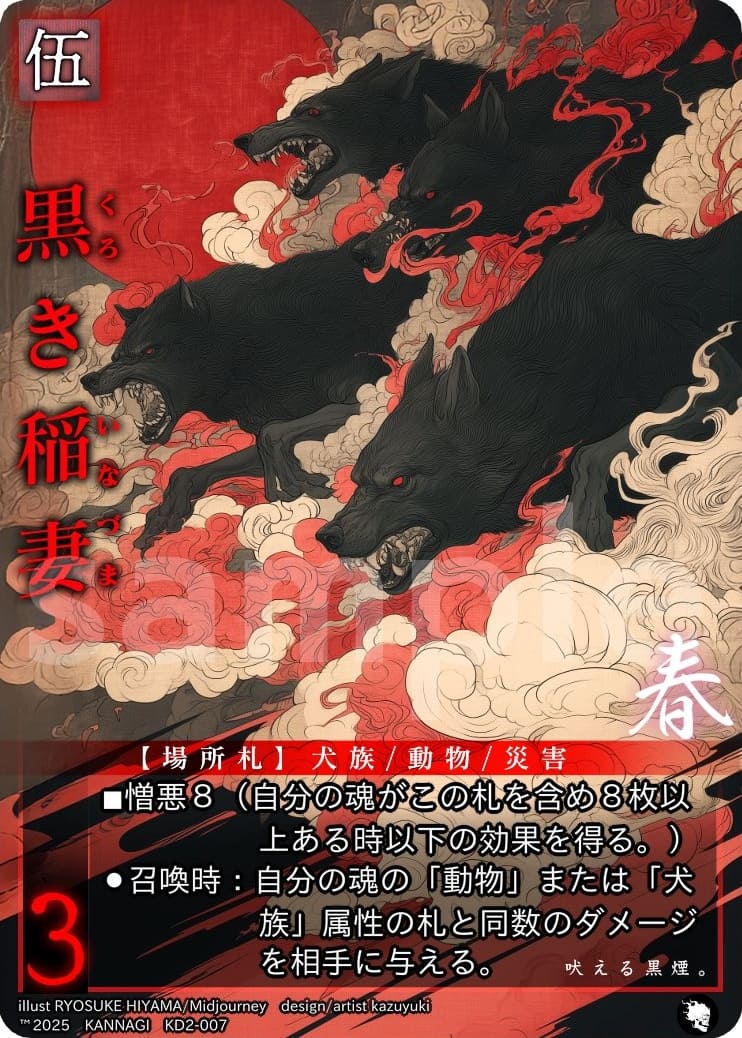 伍
黒き稲妻
くろ
いなづま
sample
春
【場所札】犬族/動物/災害
■憎悪８（自分の魂がこの札を含め８枚以
上ある時以下の効果を得る。）
●召喚時：自分の魂の「動物」または「犬
族」属性の札と同数のダメージ
を相手に与える。
吠える黒煙。
3
illust RYOSUKE HIYAMA/Midjourney design/artist kazuyuki
™2025 KANNAGI KD2-007